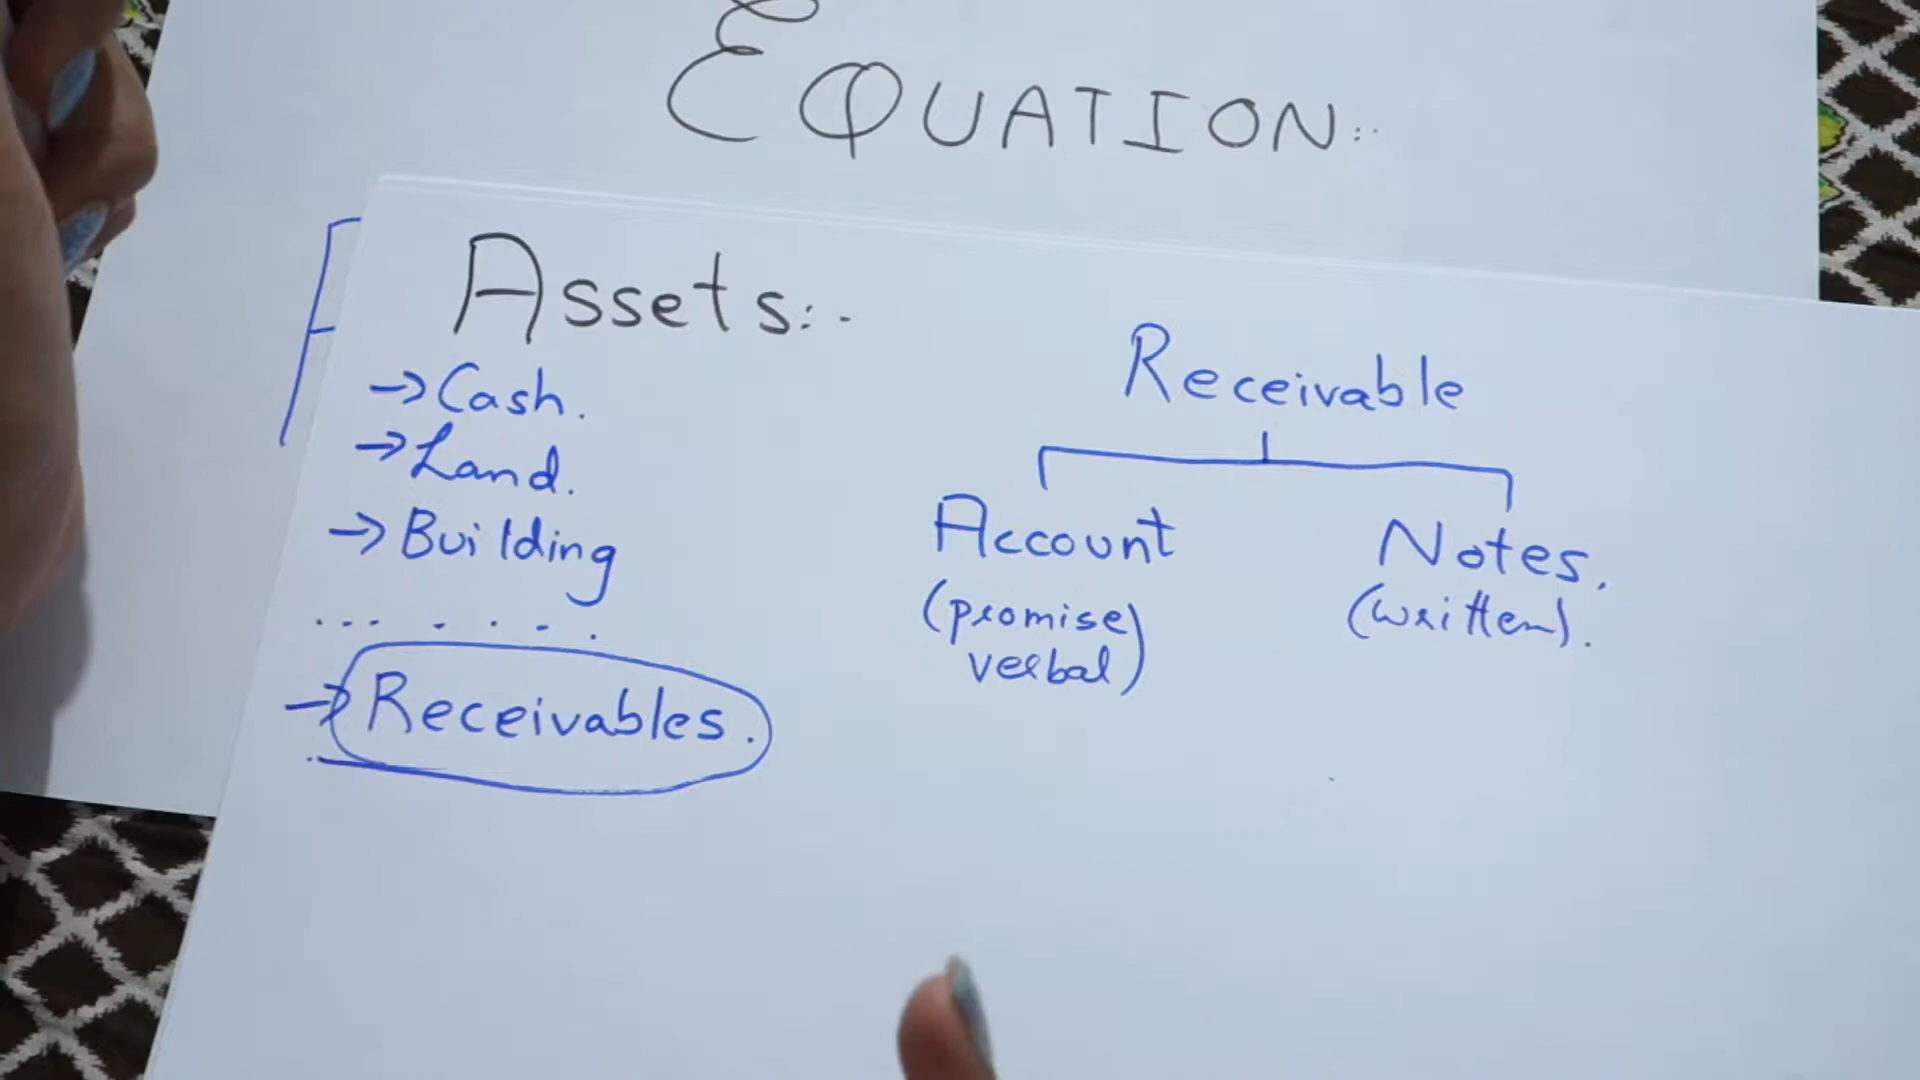 EQUATION:
Assets:
→ Cash.
→ Land.
→ Building
... . . . .
→ Receivables.
Receivable
Account
(promise
verbal)
Notes.
(written).